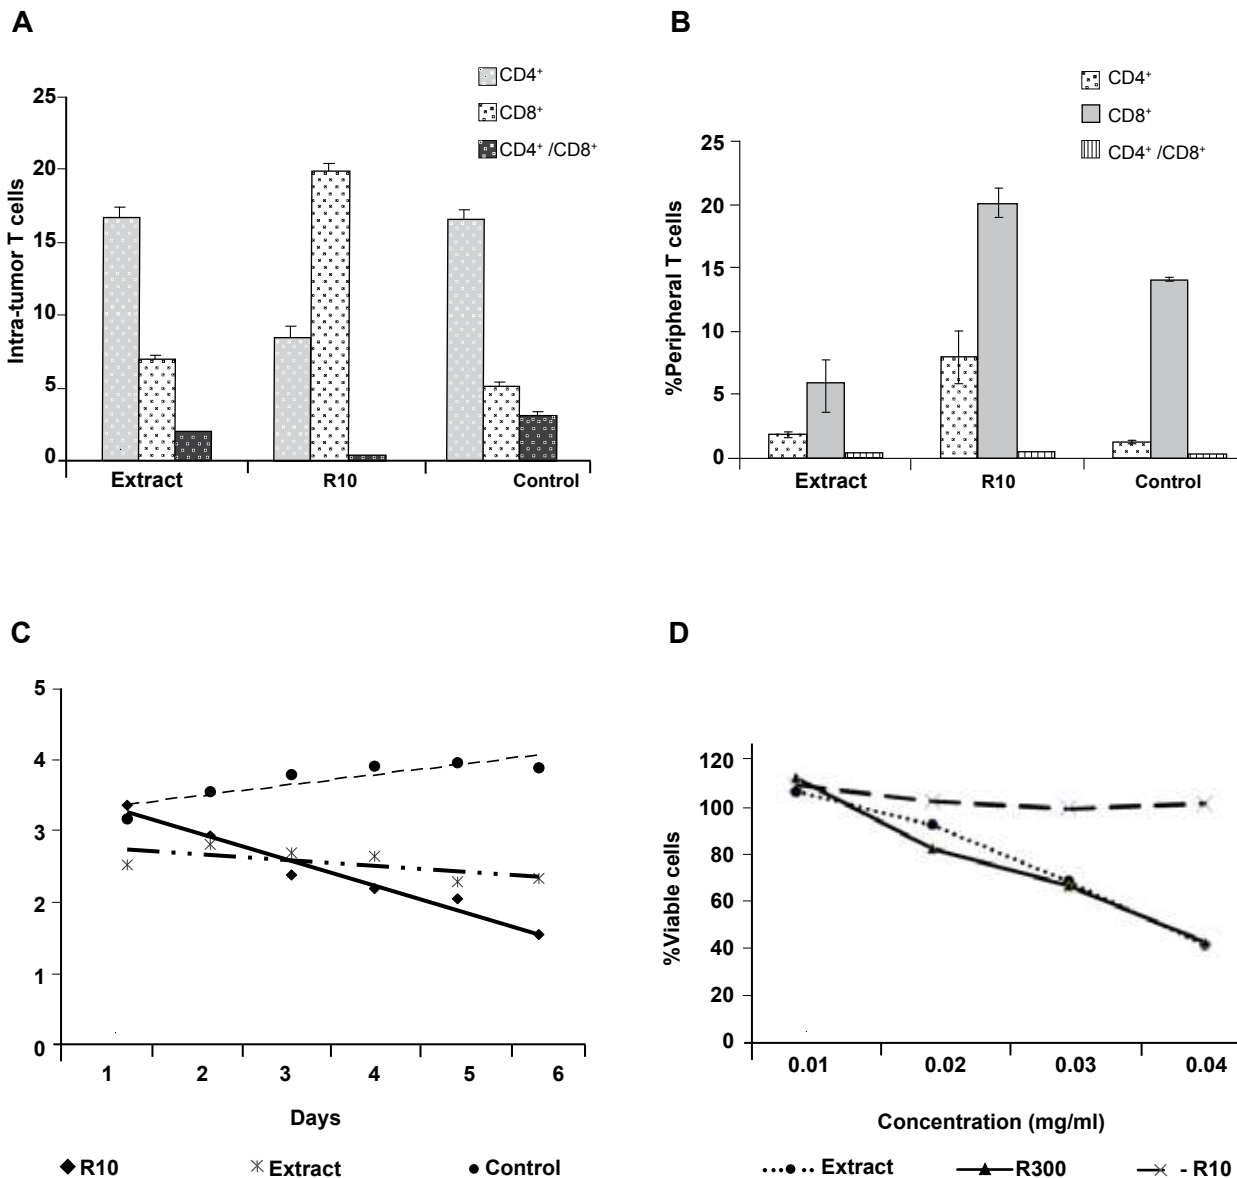 A
CD4+
CD8+
CD4+ /CD8+
Intra-tumor T cells
25
20
15
10
5
0
Extract
R10
Control
B
CD4+
CD8+
CD4+ /CD8+
%Peripheral T cells
25
20
15
10
5
0
Extract
R10
Control
C
5
4
3
2
1
0
1
2
3
4
5
6
Days
R10
Extract
Control
D
%Viable cells
120
100
80
60
40
20
0
0.01
0.02
0.03
0.04
Concentration (mg/ml)
Extract
R300
- R10